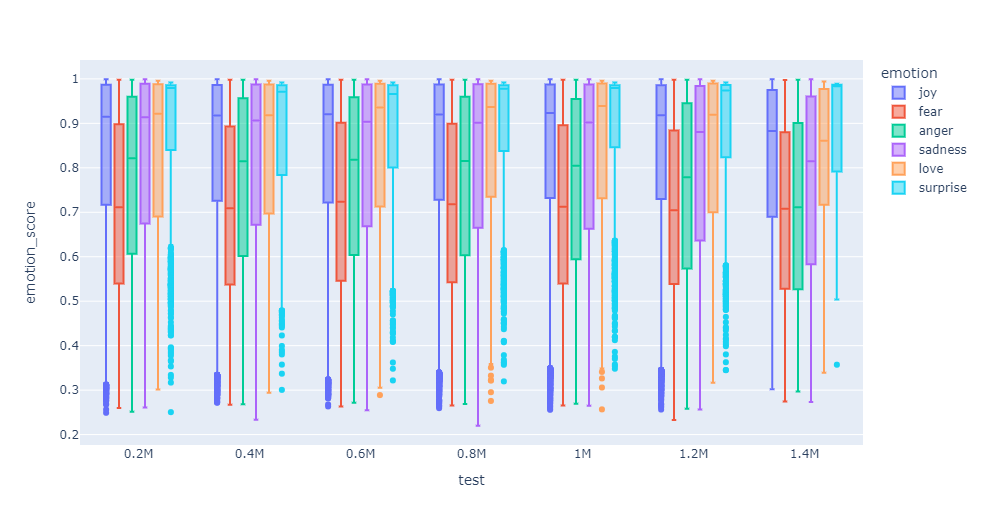 emotion
joy
fear
anger
sadness
love
surprise
emotion_score
1
0.9
0.8
0.7
0.6
0.5
0.4
0.3
0.2
0.2M 0.4M 0.6M 0.8M 1M 1.2M 1.4M
test